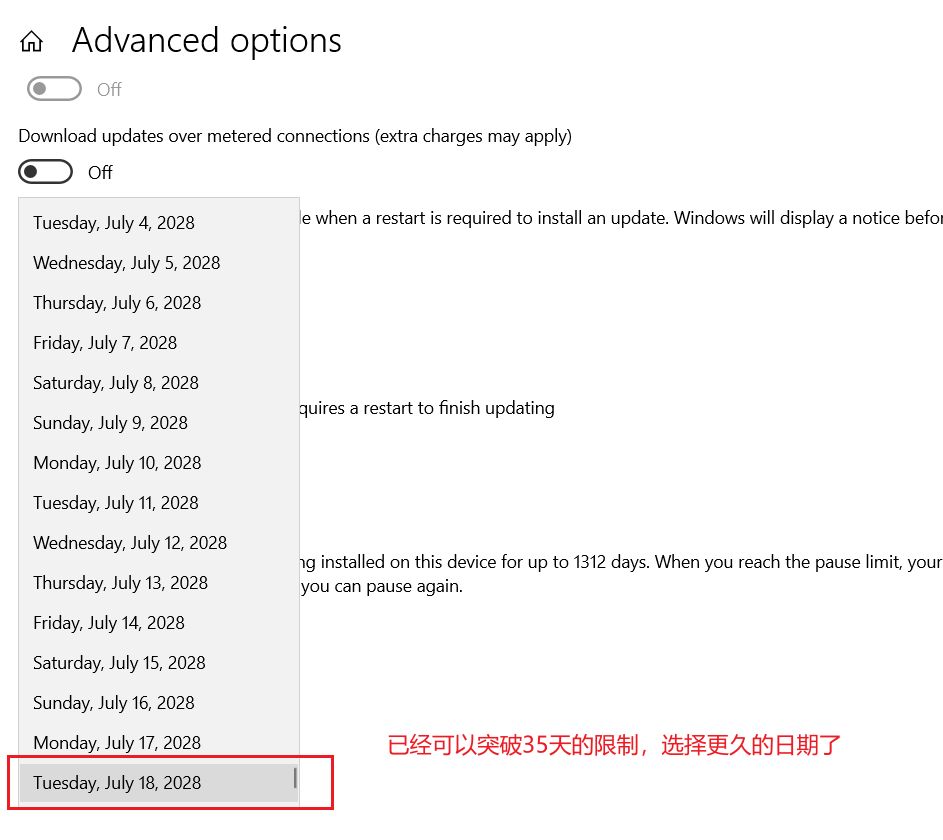 Advanced options
Off
Download updates over metered connections (extra charges may apply)
Off
when a restart is required to install an update. Windows will display a notice
Tuesday, July 4, 2028
Wednesday, July 5, 2028
Thursday, July 6, 2028
Friday, July 7, 2028
Saturday, July 8, 2028
a restart to finish updating
Sunday, July 9, 2028
Monday, July 10, 2028
Tuesday, July 11, 2028
Wednesday, July 12, 2028
installed on this device for up to 1312 days. When you reach the pause limit, your
Thursday, July 13, 2028
you can pause again.
Friday, July 14, 2028
Saturday, July 15, 2028
Sunday, July 16, 2028
Monday, July 17, 2028
已经可以突破35天的限制，选择更久的日期了
Tuesday, July 18, 2028